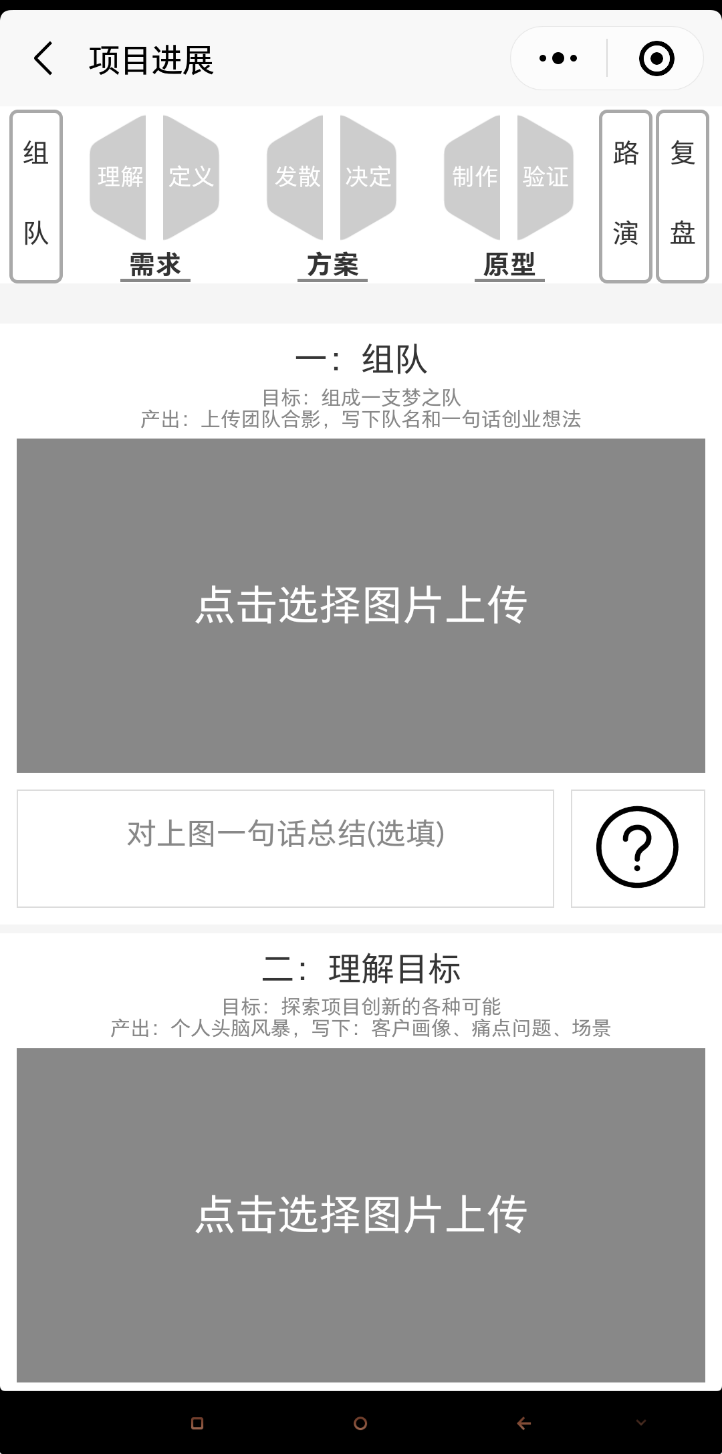 项目进展
组队
理解
定义
需求
发散
决定
方案
制作
验证
原型
路演
复盘
一：组队
目标：组成一支梦之队
产出：上传团队合影，写下队名和一句话创业想法
点击选择图片上传
对上图一句话总结(选填)
?
二：理解目标
目标：探索项目创新的各种可能
产出：个人头脑风暴，写下：客户画像、痛点问题、场景
点击选择图片上传